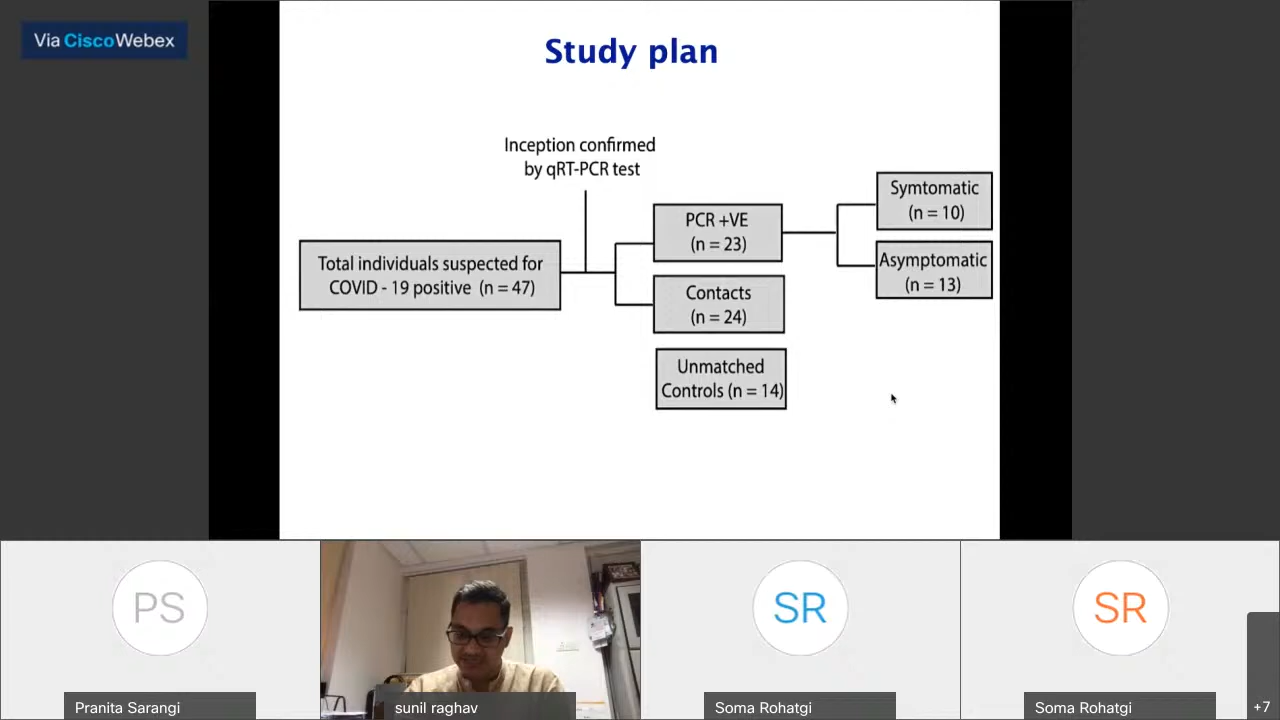 Via CiscoWebex
Study plan
Inception confirmed
by qRT-PCR test
Total individuals suspected for
COVID - 19 positive (n = 47)
PCR +VE
(n = 23)
Contacts
(n = 24)
Unmatched
Controls (n = 14)
Symtomatic
(n = 10)
Asymptomatic
(n = 13)
PS
SR
SR
Pranita Sarangi
sunil raghav
Soma Rohatgi
Soma Rohatgi
+7